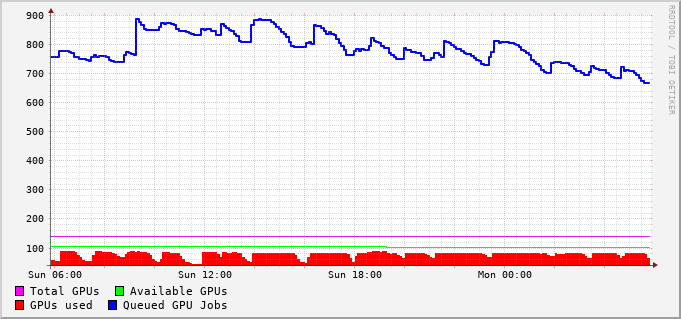 900
800
700
600
500
400
300
200
100
Sun 06:00 Sun 12:00 Sun 18:00 Mon 00:00
Total GPUs Available GPUs
GPUs used Queued GPU Jobs
RRDTOOL / TOBI OETIKER